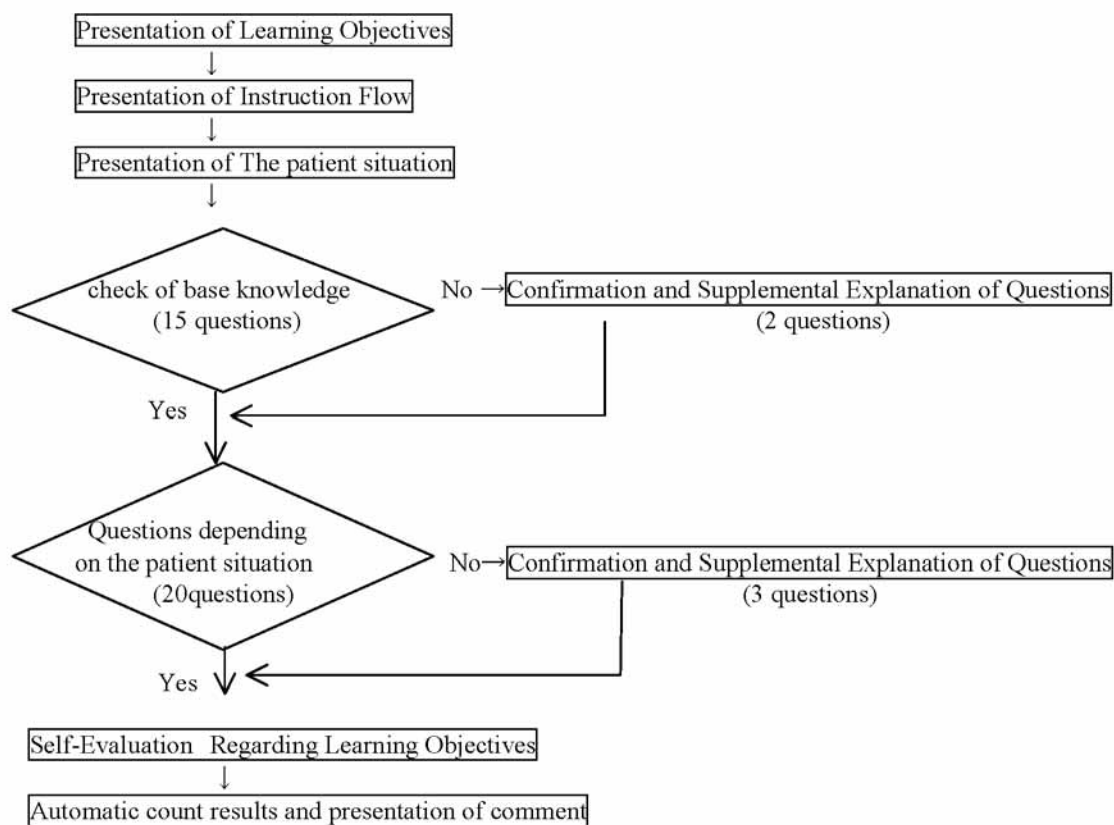 Presentation of Learning Objectives
↓
Presentation of Instruction Flow
↓
Presentation of The patient situation
↓
check of base knowledge
(15 questions)
No →
Confirmation and Supplemental Explanation of Questions
(2 questions)
Yes
Questions depending
on the patient situation
(20questions)
No→
Confirmation and Supplemental Explanation of Questions
(3 questions)
Yes
Self-Evaluation Regarding Learning Objectives
↓
Automatic count results and presentation of comment